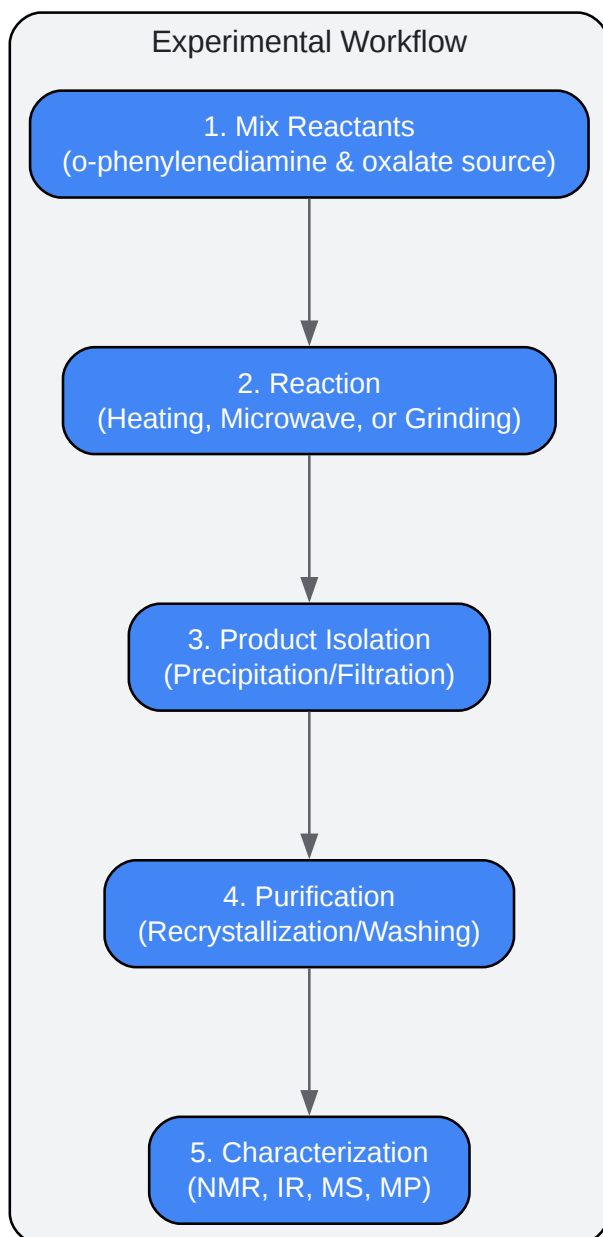 Experimental Workflow
1. Mix Reactants
(o-phenylenediamine & oxalate source)
2. Reaction
(Heating, Microwave, or Grinding)
3. Product Isolation
(Precipitation/Filtration)
4. Purification
(Recrystallization/Washing)
5. Characterization
(NMR, IR, MS, MP)